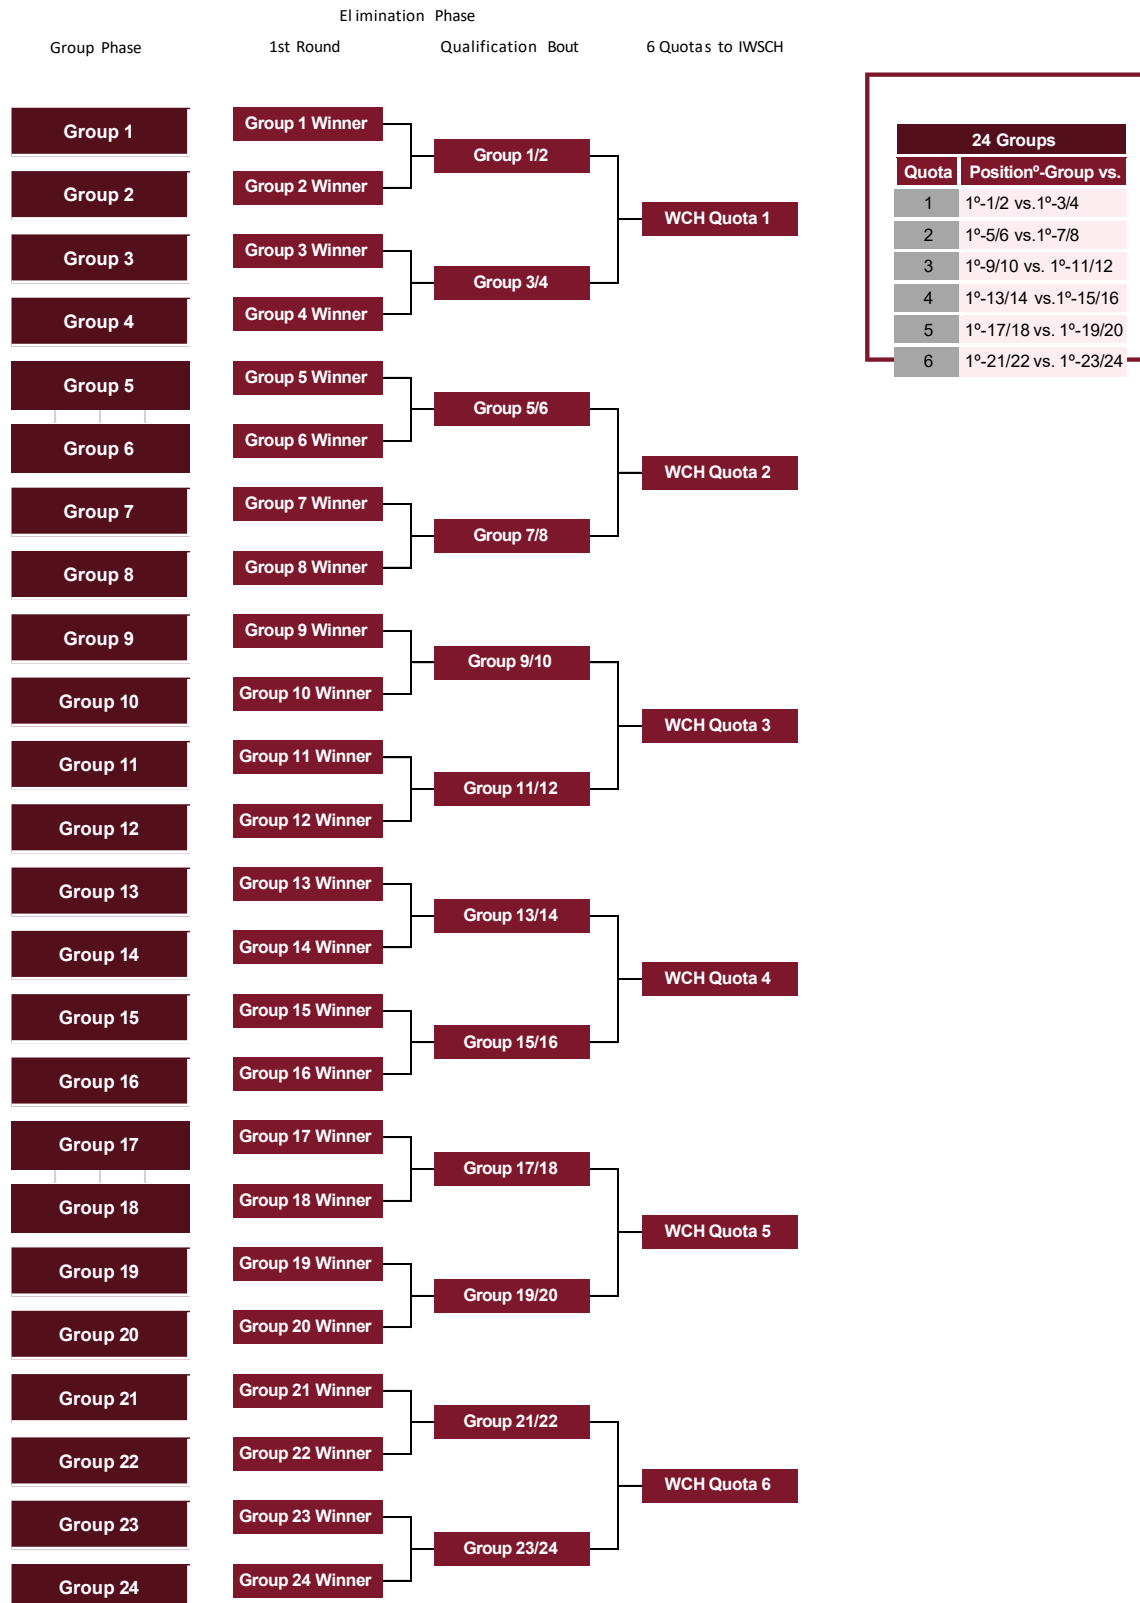 Elimination Phase
Group Phase
1st Round
Qualification Bout
6 Quotas to IWSCH
Group 1
Group 2
Group 3
Group 4
Group 5
Group 6
Group 7
Group 8
Group 9
Group 10
Group 11
Group 12
Group 13
Group 14
Group 15
Group 16
Group 17
Group 18
Group 19
Group 20
Group 21
Group 22
Group 23
Group 24
Group 1 Winner
Group 2 Winner
Group 3 Winner
Group 4 Winner
Group 5 Winner
Group 6 Winner
Group 7 Winner
Group 8 Winner
Group 9 Winner
Group 10 Winner
Group 11 Winner
Group 12 Winner
Group 13 Winner
Group 14 Winner
Group 15 Winner
Group 16 Winner
Group 17 Winner
Group 18 Winner
Group 19 Winner
Group 20 Winner
Group 21 Winner
Group 22 Winner
Group 23 Winner
Group 24 Winner
Group 1/2
Group 3/4
Group 5/6
Group 7/8
Group 9/10
Group 11/12
Group 13/14
Group 15/16
Group 17/18
Group 19/20
Group 21/22
Group 23/24
WCH Quota 1
WCH Quota 2
WCH Quota 3
WCH Quota 4
WCH Quota 5
WCH Quota 6
24 Groups
Quota Positionº-Group vs.
1 1º-1/2 vs.1º-3/4
2 1º-5/6 vs.1º-7/8
3 1º-9/10 vs. 1º-11/12
4 1º-13/14 vs.1º-15/16
5 1º-17/18 vs. 1º-19/20
6 1º-21/22 vs. 1º-23/24